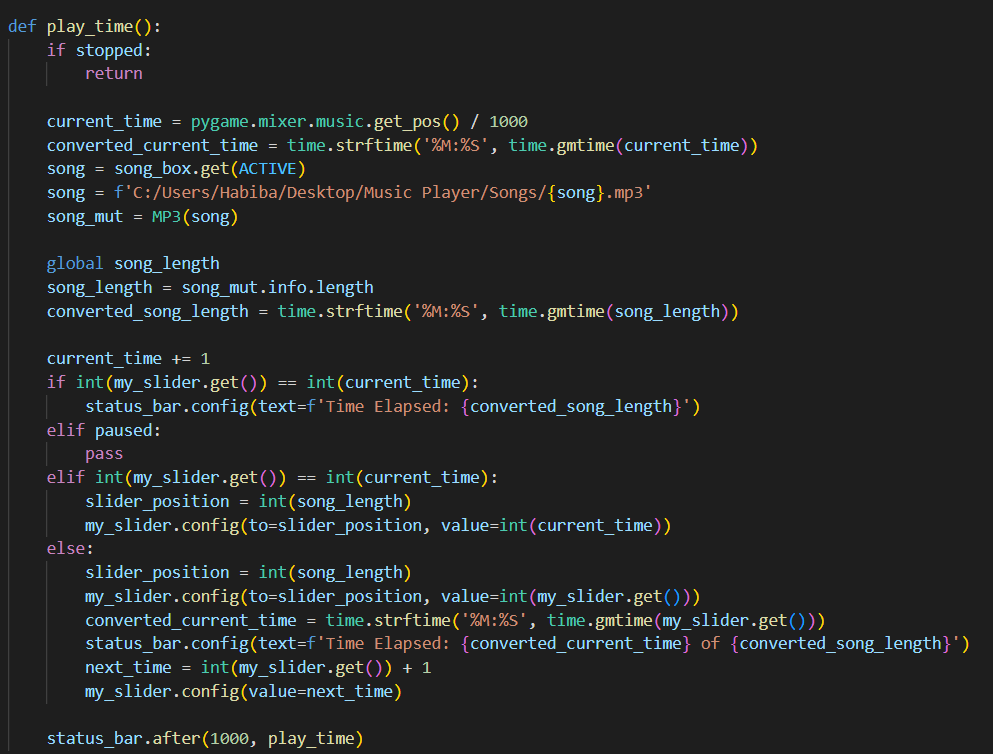 def play_time():
    if stopped:
        return

    current_time = pygame.mixer.music.get_pos() / 1000
    converted_current_time = time.strftime('%M:%S', time.gmtime(current_time))
    song = song_box.get(ACTIVE)
    song = f'C:/Users/Habiba/Desktop/Music Player/Songs/{song}.mp3'
    song_mut = MP3(song)

    global song_length
    song_length = song_mut.info.length
    converted_song_length = time.strftime('%M:%S', time.gmtime(song_length))

    current_time += 1
    if int(my_slider.get()) == int(current_time):
        status_bar.config(text=f'Time Elapsed: {converted_song_length}')
    elif paused:
        pass
    elif int(my_slider.get()) == int(current_time):
        slider_position = int(song_length)
        my_slider.config(to=slider_position, value=int(current_time))
    else:
        slider_position = int(song_length)
        my_slider.config(to=slider_position, value=int(my_slider.get()))
        converted_current_time = time.strftime('%M:%S', time.gmtime(my_slider.get()))
        status_bar.config(text=f'Time Elapsed: {converted_current_time} of {converted_song_length}')
        next_time = int(my_slider.get()) + 1
        my_slider.config(value=next_time)

    status_bar.after(1000, play_time)